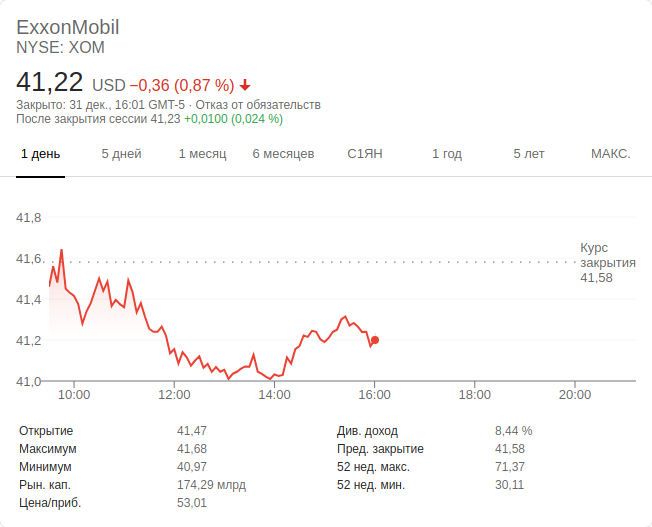 ExxonMobil
NYSE: XOM
41,22 USD −0,36 (0,87 %)
Закрыто: 31 дек., 16:01 GMT-5 · Отказ от обязательств
После закрытия сессии 41,23 +0,0100 (0,024 %)
1 день 5 дней 1 месяц 6 месяцев С1ЯН 1 год 5 лет МАКС.
41,8
41,6
41,4
41,2
41,0
Курс
закрытия
41,58
10:00 12:00 14:00 16:00 18:00 20:00
Открытие 41,47 Див. доход 8,44 %
Максимум 41,68 Пред. закрытие 41,58
Минимум 40,97 52 нед. макс. 71,37
Рын. кап. 174,29 млрд 52 нед. мин. 30,11
Цена/приб. 53,01